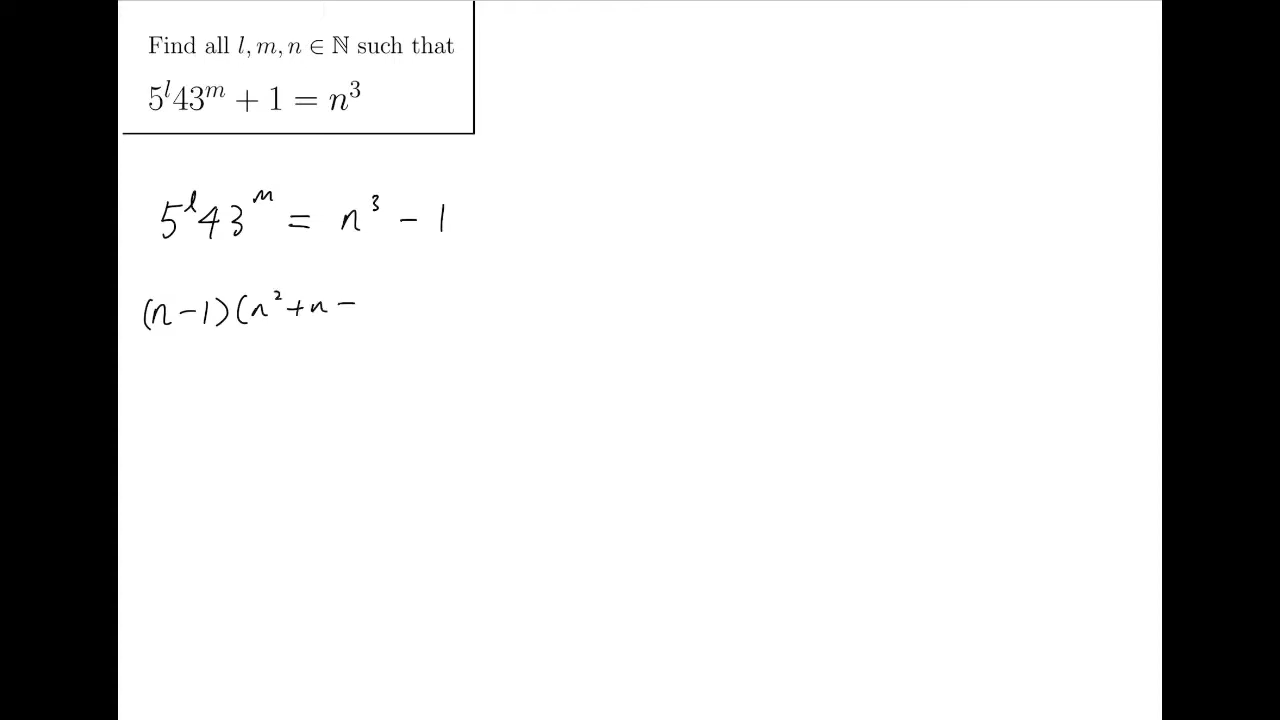 Find all l, m, n ∈ ℕ such that
5^l 43^m + 1 = n^3
5^l 43^m = n^3 - 1
(n-1)(n^2+n-